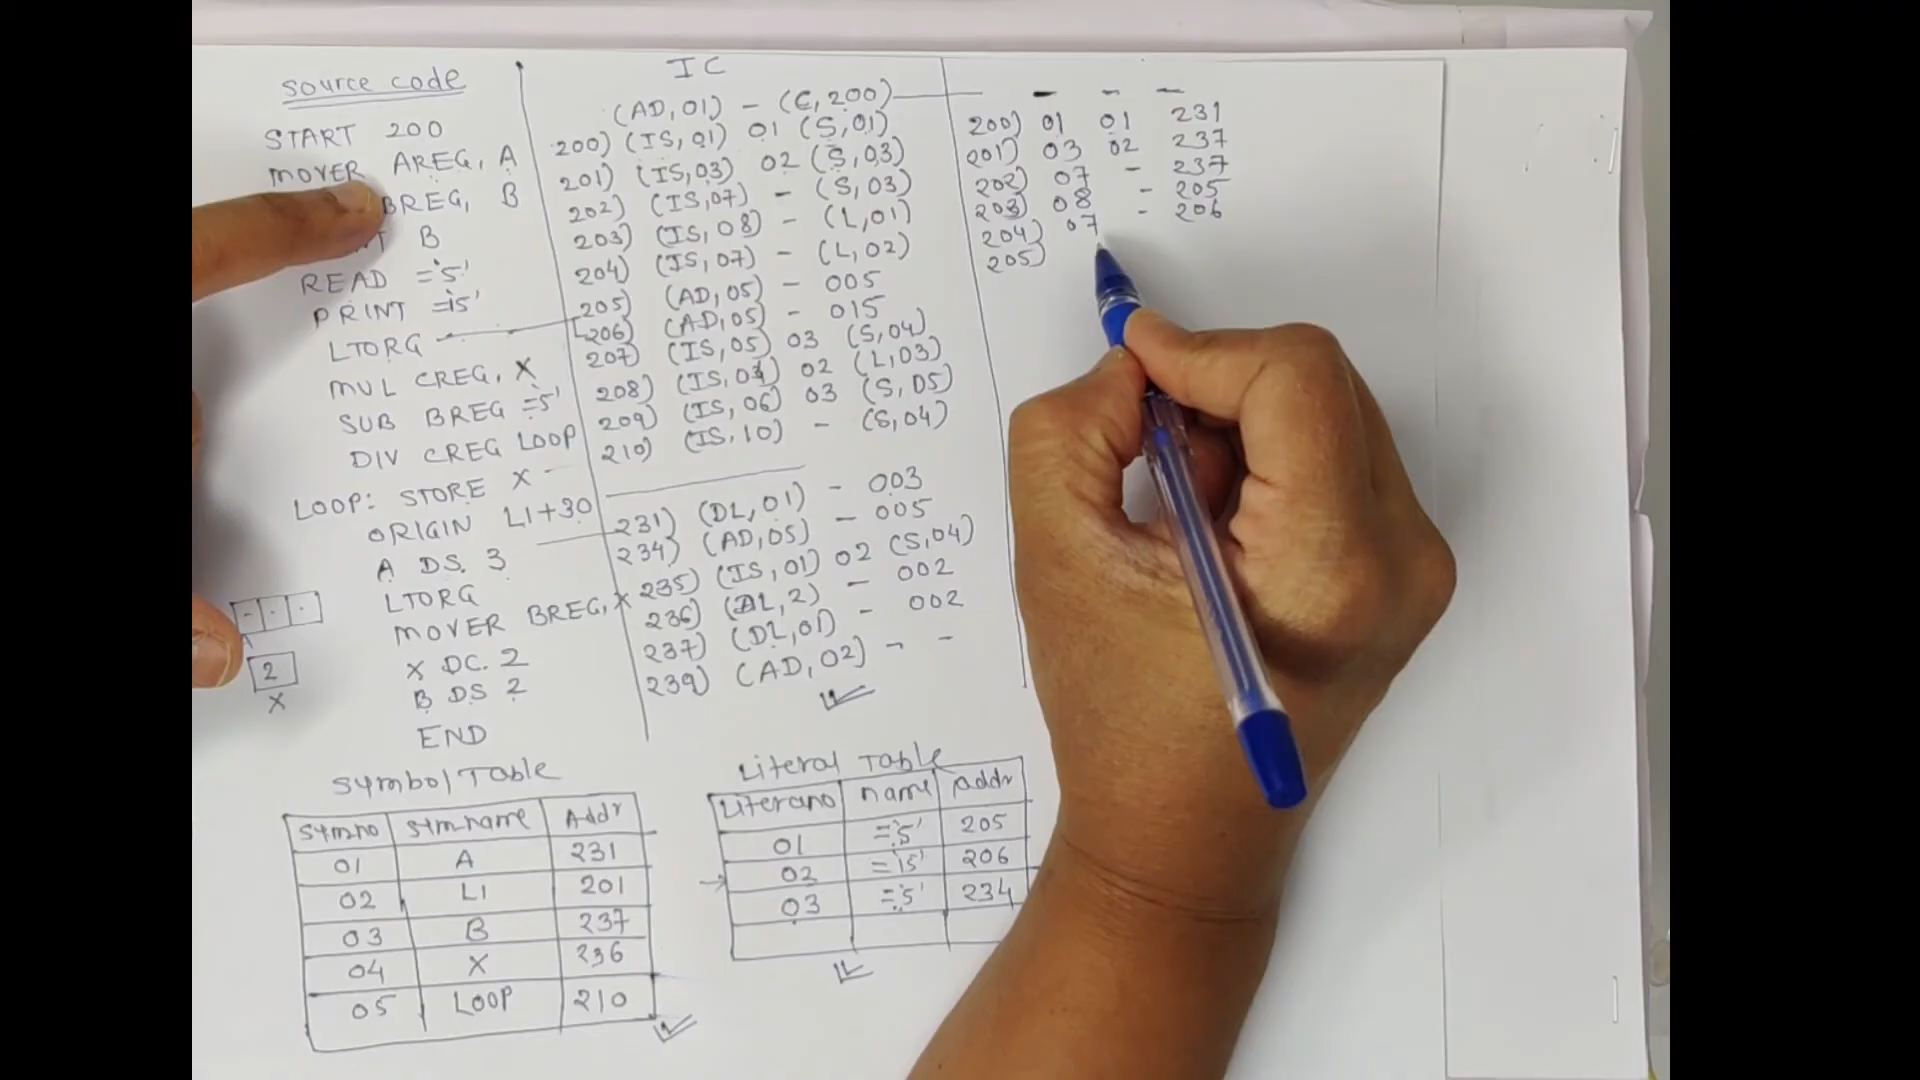 source code
START 200
MOVER AREG, A
BREG, B
B
READ ='5'
PRINT ='15'
LTORG
MUL CREG, X
SUB BREG ='5'
DIV CREG LOOP
LOOP: STORE X
ORIGIN L1+30
A DS. 3
LTORG
MOVER BREG, X
X DC. 2
B DS 2
END
2
X
IC
(AD,01) - (C,200)
200) (IS,01) 01 (S,01)
201) (IS,03) 02 (S,03)
202) (IS,07) - (S,03)
203) (IS,08) - (L,01)
204) (IS,07) - (L,02)
205) (AD,05) - 005
206) (AD,05) - 015
207) (IS,05) 03 (S,04)
208) (IS,04) 02 (L,03)
209) (IS,06) 03 (S,05)
210) (IS,10) - (S,04)
231) (DL,01) - 003
234) (AD,05) - 005
235) (IS,01) 02 (S,04)
236) (DL,2) - 002
237) (DL,01) - 002
239) (AD,02) - -
- - -
200) 01 01 231
201) 03 02 237
202) 07 - 237
203) 08 - 205
204) 07 - 206
205)
Symbol Table
Symno symname Addr
01 A 231
02 L1 201
03 B 237
04 X 236
05 LOOP 210
Literal Table
Literano name Addr
01 ='5' 205
02 ='15' 206
03 ='5' 234